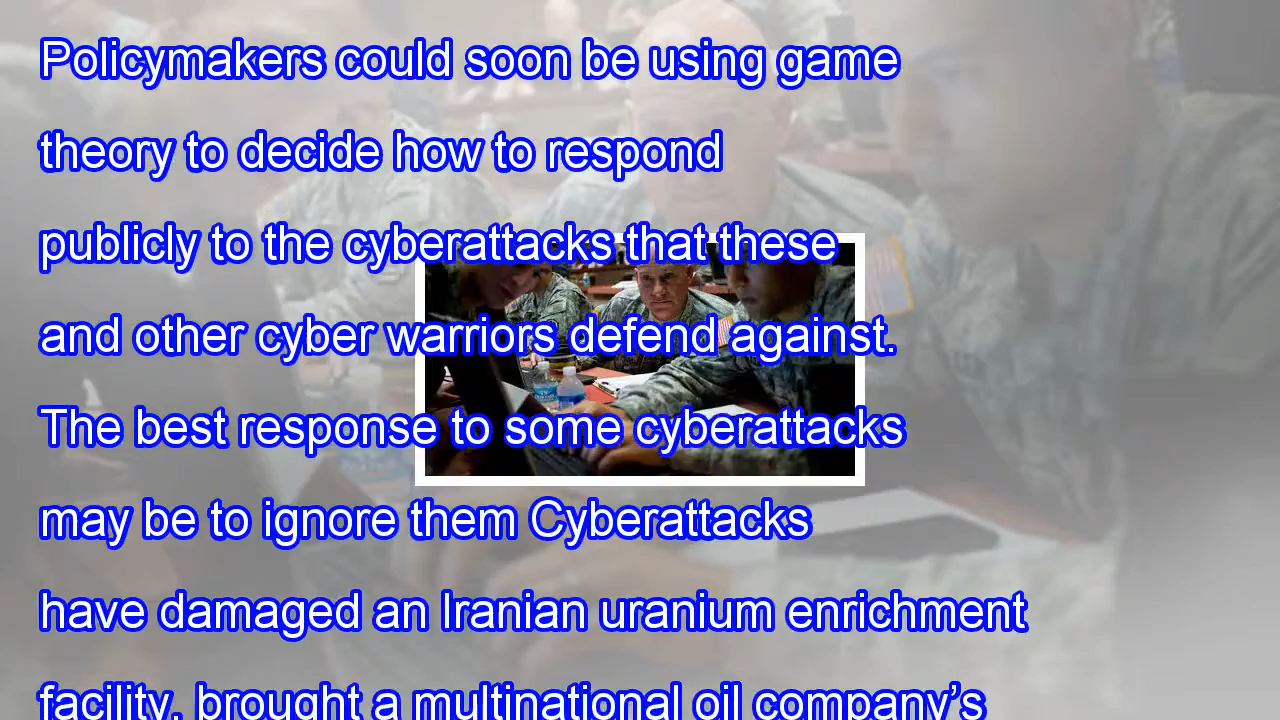 Policymakers could soon be using game
theory to decide how to respond
publicly to the cyberattacks that these
and other cyber warriors defend against.
The best response to some cyberattacks
may be to ignore them Cyberattacks
have damaged an Iranian uranium enrichment
facility, brought a multinational oil company’s